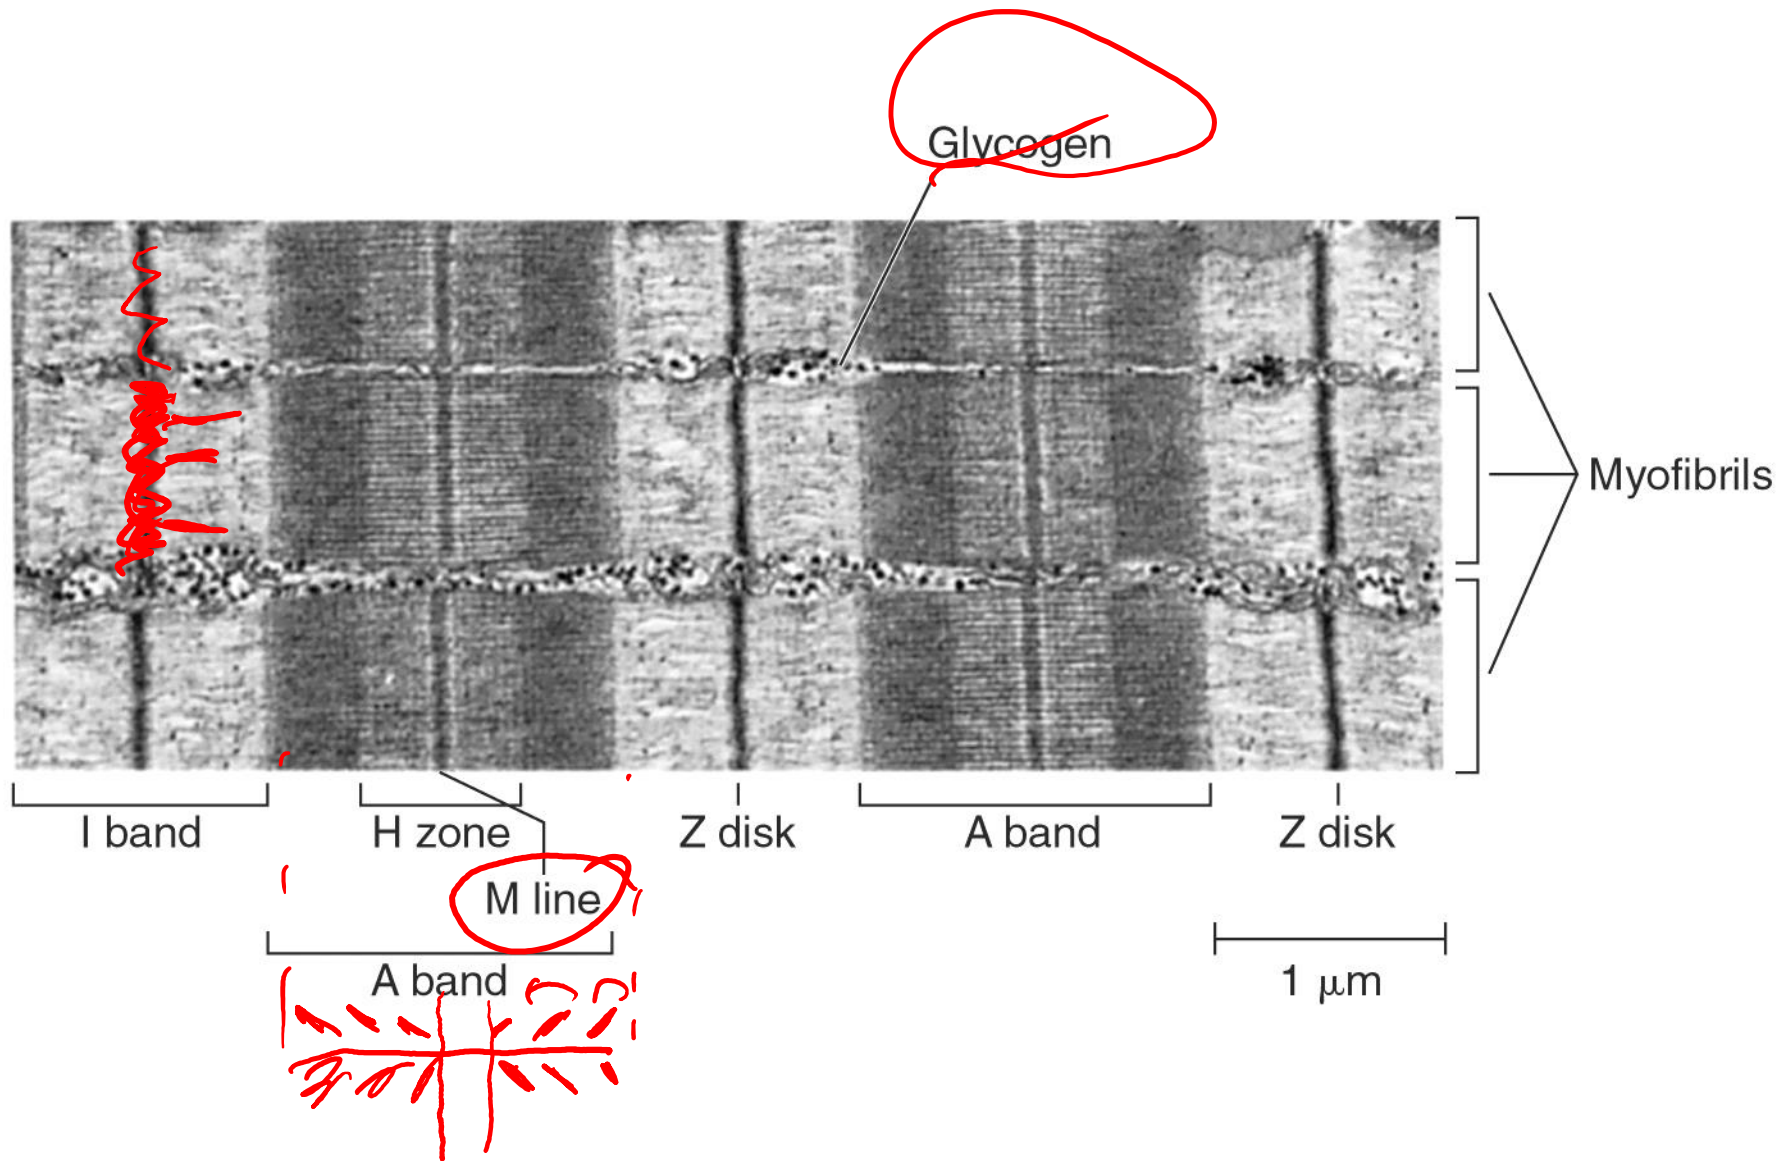 Glycogen
Myofibrils
I band
H zone
Z disk
A band
Z disk
M line
A band
1 μm